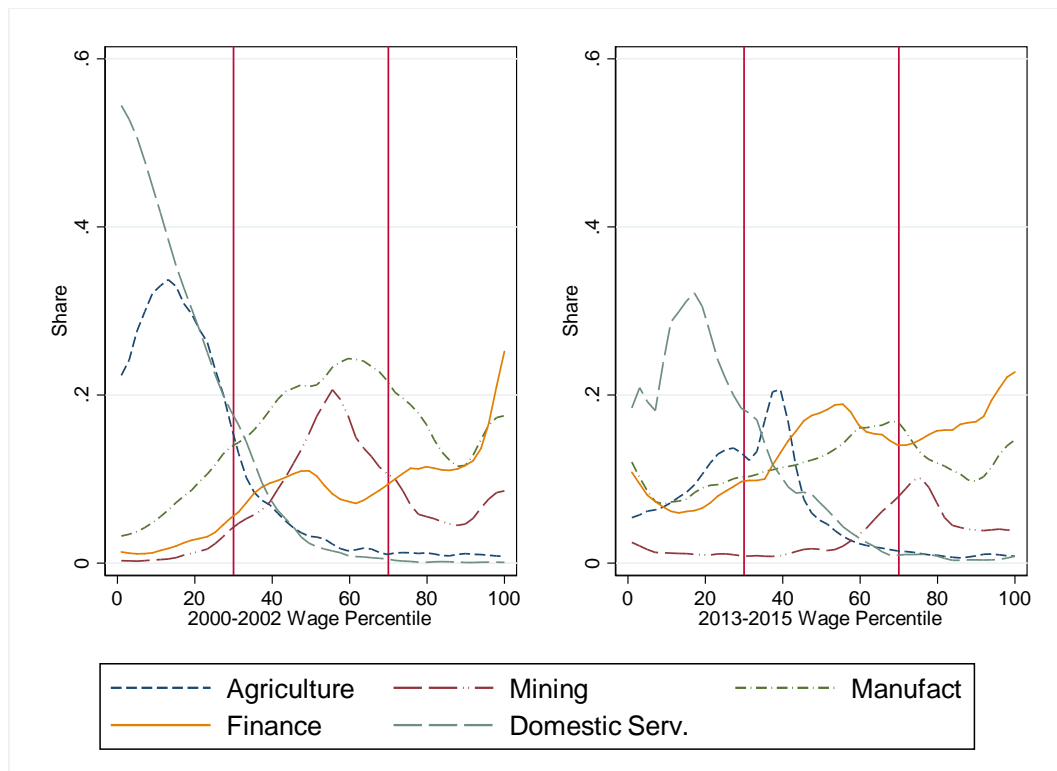 .6
.4
Share
.2
0
0 20 40 60 80 100
2000-2002 Wage Percentile
.6
.4
Share
.2
0
0 20 40 60 80 100
2013-2015 Wage Percentile
Agriculture Mining Manufact
Finance Domestic Serv.